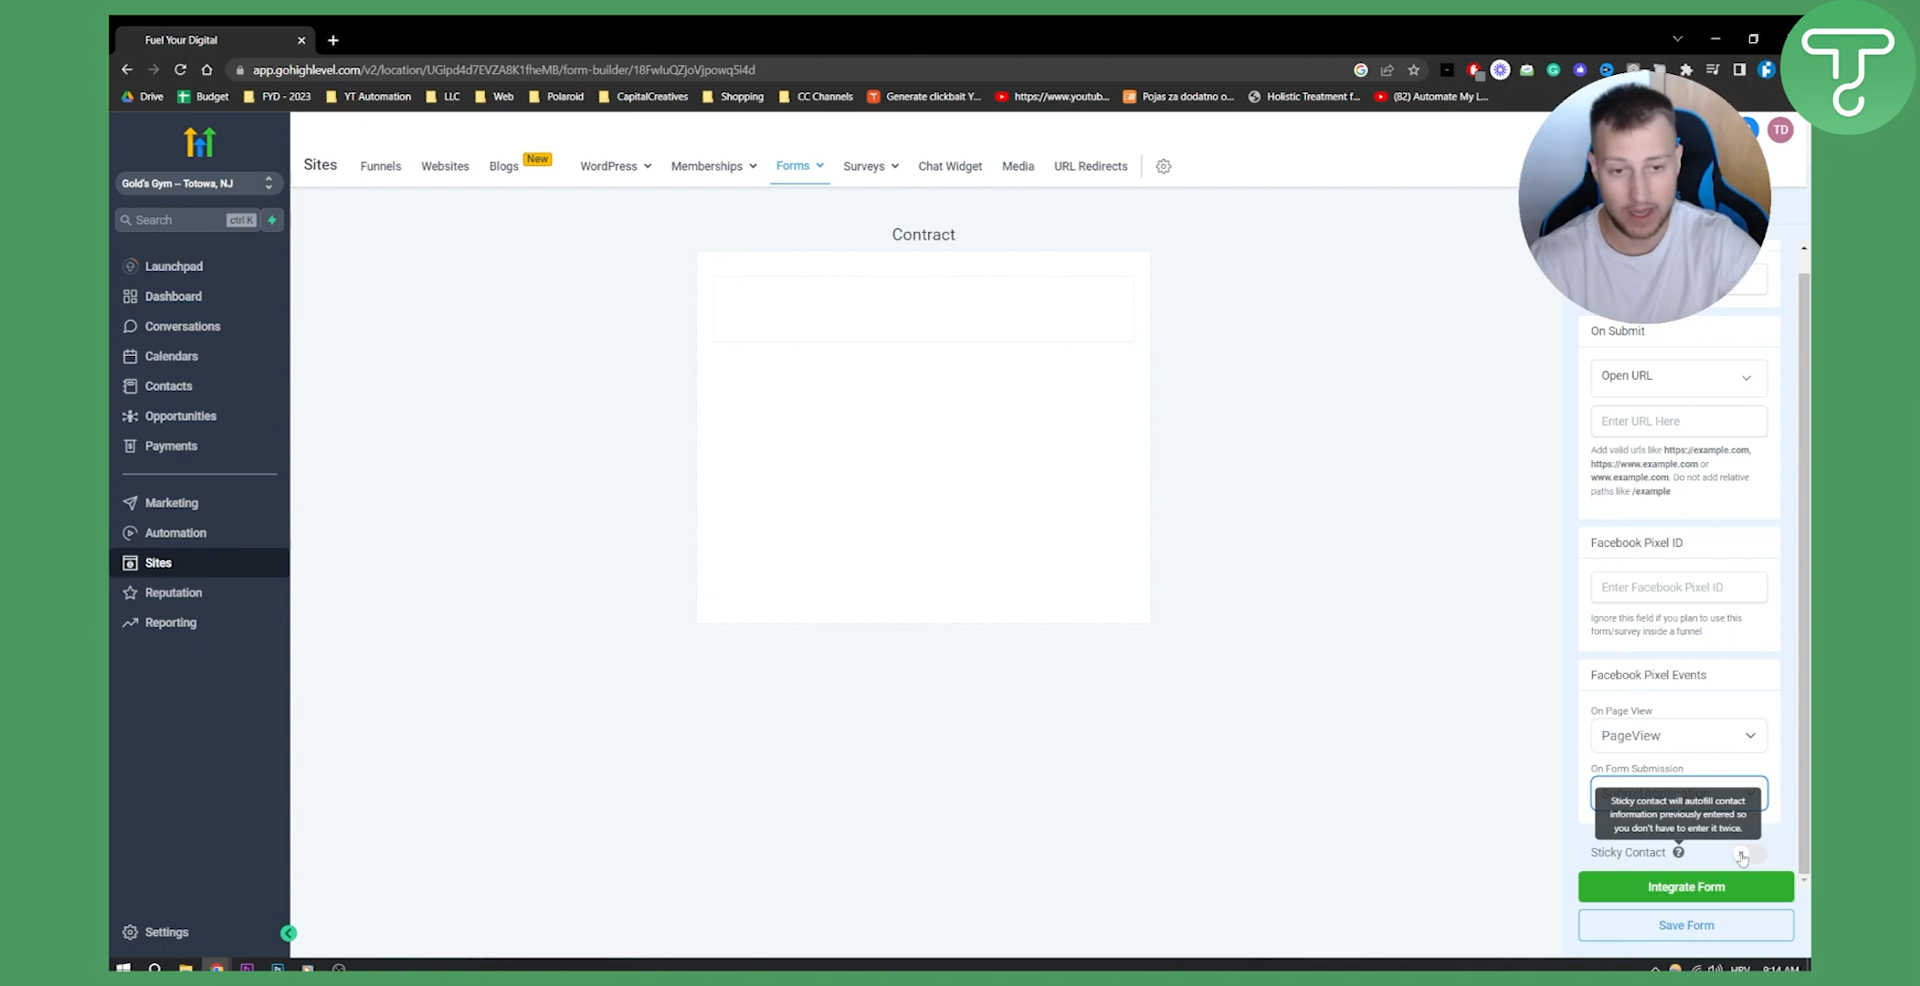 Fuel Your Digital
app.gohighlevel.com/v2/location/UGipd4d7EVZA8K1fheMB/form-builder/18FwIuQZjoVjpowq5i4d
Drive
Budget
FYD - 2023
YT Automation
LLC
Web
Polaroid
CapitalCreatives
Shopping
CC Channels
Generate clickbait Y...
https://www.youtub...
Pojas za dodatno o...
Holistic Treatment f...
(82) Automate My L...
TD
Gold's Gym -- Totowa, NJ
Search
ctrl K
Launchpad
Dashboard
Conversations
Calendars
Contacts
Opportunities
Payments
Marketing
Automation
Sites
Reputation
Reporting
Settings
Sites
Funnels
Websites
Blogs
New
WordPress
Memberships
Forms
Surveys
Chat Widget
Media
URL Redirects
Contract
On Submit
Open URL
Enter URL Here
Add valid urls like https://example.com,
https://www.example.com or
www.example.com. Do not add relative
paths like /example
Facebook Pixel ID
Enter Facebook Pixel ID
Ignore this field if you plan to use this
form/survey inside a funnel
Facebook Pixel Events
On Page View
PageView
On Form Submission
Sticky contact will autofill contact
information previously entered so
you don't have to enter it twice.
Sticky Contact
Integrate Form
Save Form
HRV
9:14 AM